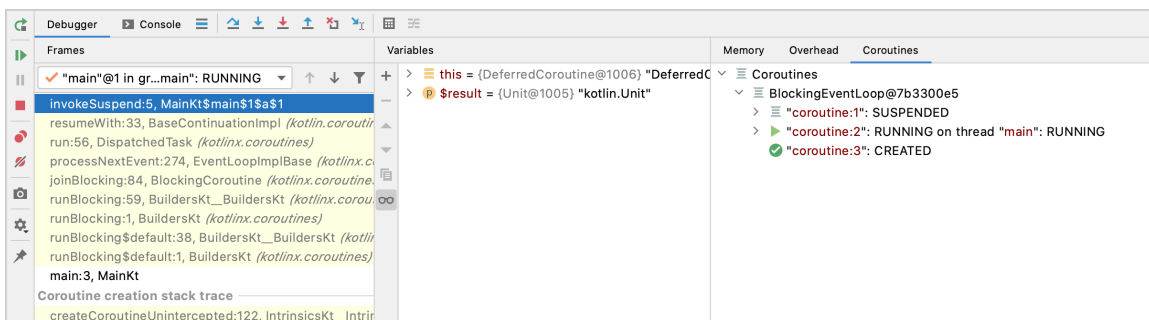 Debugger
Console
Frames
Variables
Memory
Overhead
Coroutines
"main"@1 in gr...main": RUNNING
invokeSuspend:5, MainKt$main$1$a$1
resumeWith:33, BaseContinuationImpl (kotlin.coroutin
run:56, DispatchedTask (kotlinx.coroutines)
processNextEvent:274, EventLoopImplBase (kotlinx.c
joinBlocking:84, BlockingCoroutine (kotlinx.coroutine.
runBlocking:59, BuildersKt__BuildersKt (kotlinx.corou
runBlocking:1, BuildersKt (kotlinx.coroutines)
runBlocking$default:38, BuildersKt__BuildersKt (kotlin
runBlocking$default:1, BuildersKt (kotlinx.coroutines)
main:3, MainKt
Coroutine creation stack trace
createCoroutineUnintercepted:122, IntrinsicsKt__Intrin
this = {DeferredCoroutine@1006} "DeferredC
$result = {Unit@1005} "kotlin.Unit"
Coroutines
BlockingEventLoop@7b3300e5
"coroutine:1": SUSPENDED
"coroutine:2": RUNNING on thread "main": RUNNING
"coroutine:3": CREATED